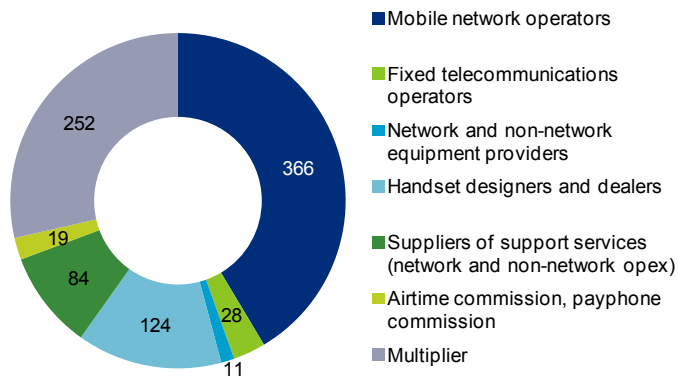 Mobile network operators
Fixed telecommunications
operators
Network and non-network
equipment providers
Handset designers and dealers
Suppliers of support services
(network and non-network opex)
Airtime commission, payphone
commission
Multiplier
366
28
11
124
84
19
252